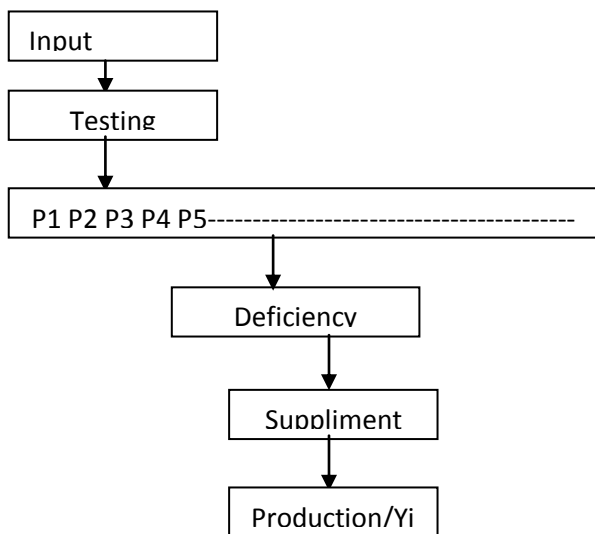 Input
Testing
P1 P2 P3 P4 P5-----------------------------------------
Deficiency
Suppliment
Production/Yi